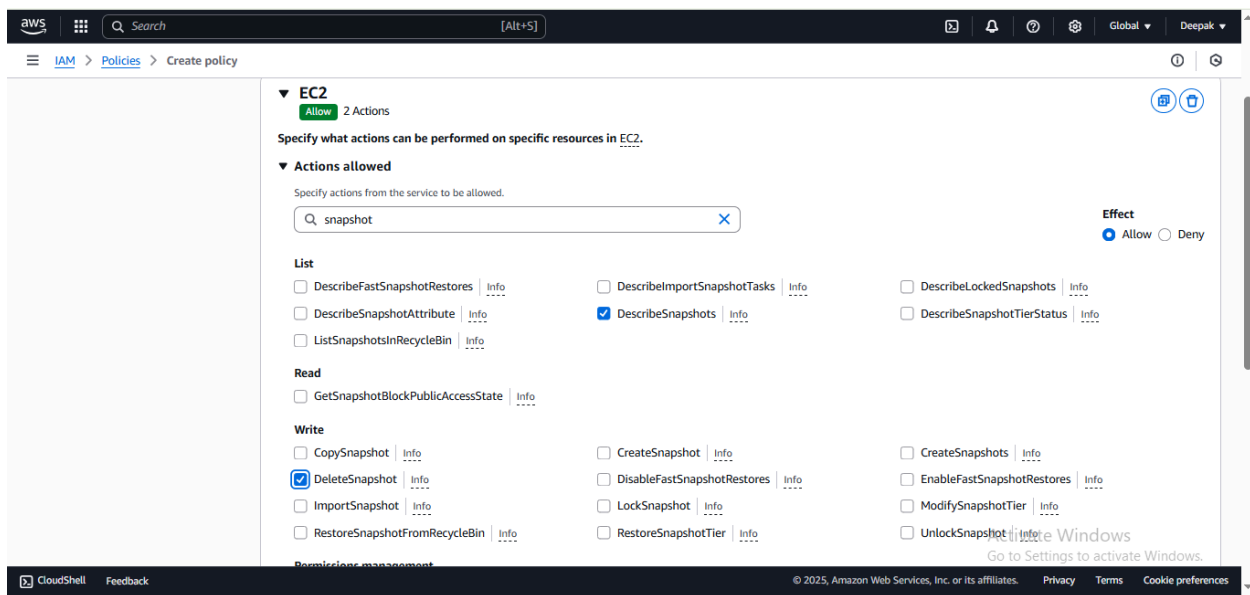 aws Search [Alt+S] Global Deepak
IAM > Policies > Create policy
EC2
Allow 2 Actions
Specify what actions can be performed on specific resources in EC2.
Actions allowed
Specify actions from the service to be allowed.
snapshot
Effect
Allow Deny
List
DescribeFastSnapshotRestores Info DescribeImportSnapshotTasks Info DescribeLockedSnapshots Info
DescribeSnapshotAttribute Info DescribeSnapshots Info DescribeSnapshotTierStatus Info
ListSnapshotsInRecycleBin Info
Read
GetSnapshotBlockPublicAccessState Info
Write
CopySnapshot Info CreateSnapshot Info CreateSnapshots Info
DeleteSnapshot Info DisableFastSnapshotRestores Info EnableFastSnapshotRestores Info
ImportSnapshot Info LockSnapshot Info ModifySnapshotTier Info
RestoreSnapshotFromRecycleBin Info RestoreSnapshotTier Info UnlockSnapshot Info
Activate Windows
Go to Settings to activate Windows.
Permissions management
CloudShell Feedback © 2025, Amazon Web Services, Inc. or its affiliates. Privacy Terms Cookie preferences